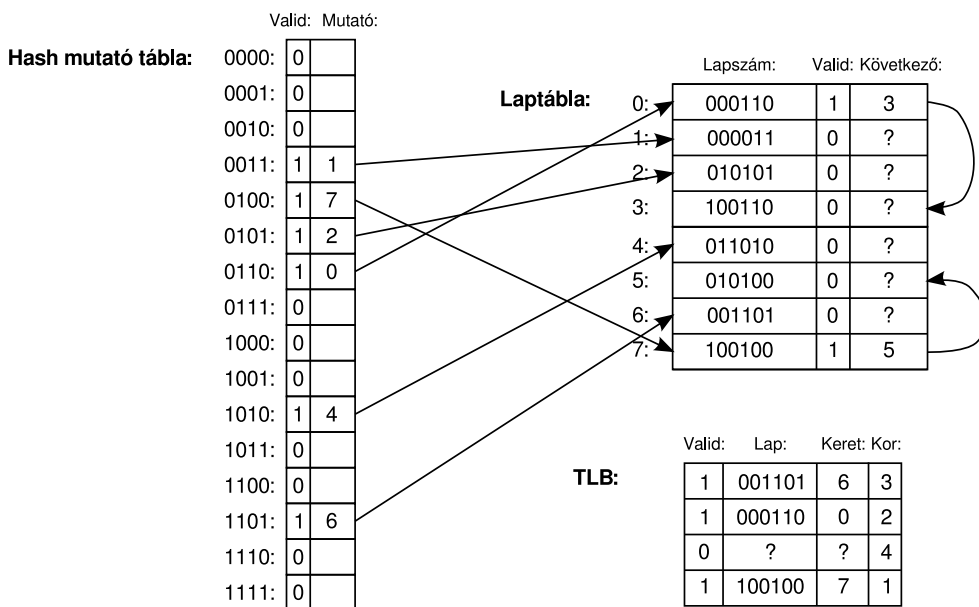 Valid: Mutató:
Hash mutató tábla:
0000: 0
0001: 0
0010: 0
0011: 1 1
0100: 1 7
0101: 1 2
0110: 1 0
0111: 0
1000: 0
1001: 0
1010: 1 4
1011: 0
1100: 0
1101: 1 6
1110: 0
1111: 0
Lapszám: Valid: Következő:
Laptábla:
0: 000110 1 3
1: 000011 0 ?
2: 010101 0 ?
3: 100110 0 ?
4: 011010 0 ?
5: 010100 0 ?
6: 001101 0 ?
7: 100100 1 5
Valid: Lap: Keret: Kor:
TLB:
1 001101 6 3
1 000110 0 2
0 ? ? 4
1 100100 7 1